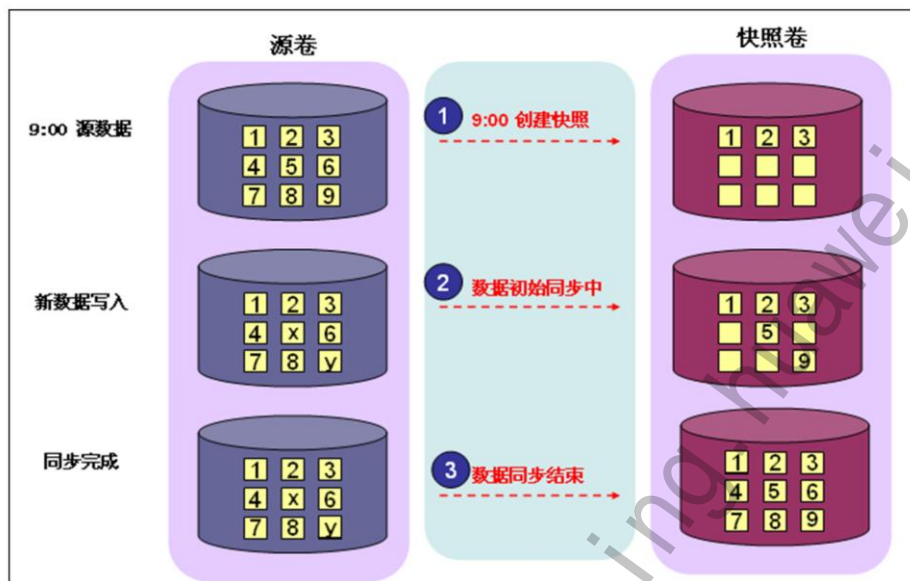 源卷
快照卷
9:00 源数据
1 2 3
4 5 6
7 8 9
1 9:00 创建快照
1 2 3
新数据写入
1 2 3
4 x 6
7 8 y
2 数据初始同步中
1 2 3
5
9
同步完成
1 2 3
4 x 6
7 8 y
3 数据同步结束
1 2 3
4 5 6
7 8 9
ing.huawei